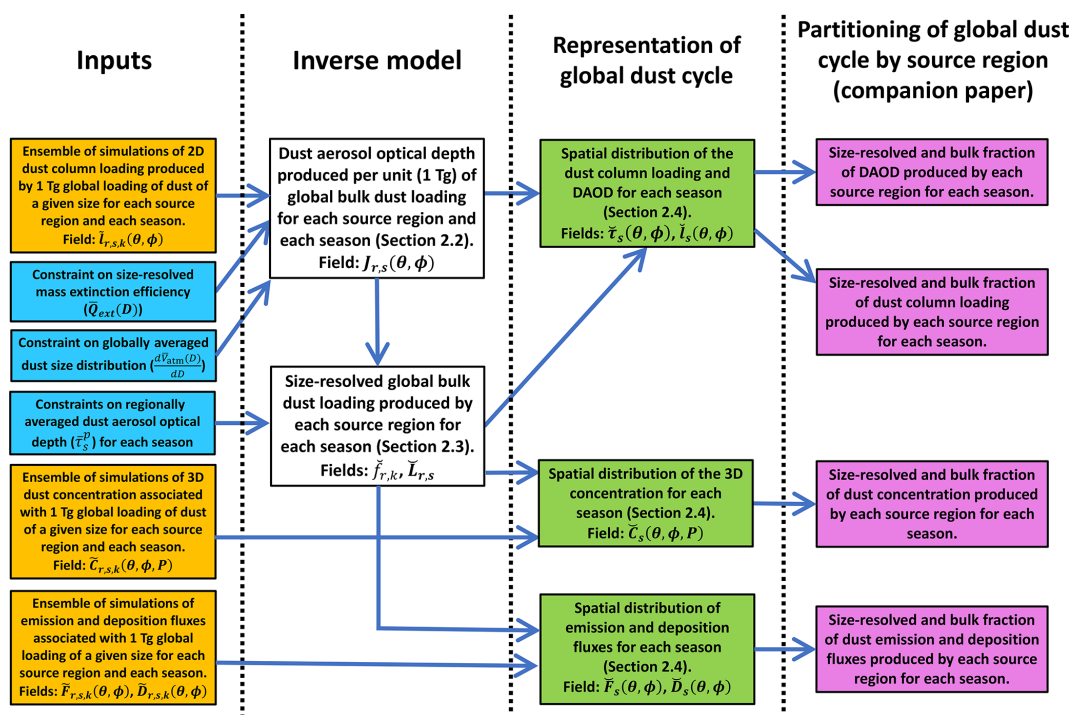 Inputs
Ensemble of simulations of 2D
dust column loading produced
by 1 Tg global loading of dust of
a given size for each source
region and each season.
Field: l̃_{r,s,k}(θ, ϕ)
Constraint on size-resolved
mass extinction efficiency
(Q̄_{ext}(D))
Constraint on globally averaged
dust size distribution (dV̄_{atm}(D)/dD)
Constraints on regionally
averaged dust aerosol optical
depth (τ̄_s^p) for each season
Ensemble of simulations of 3D
dust concentration associated
with 1 Tg global loading of dust
of a given size for each source
region and each season.
Field: C̃_{r,s,k}(θ, ϕ, P)
Ensemble of simulations of
emission and deposition fluxes
associated with 1 Tg global
loading of a given size for each
source region and each season.
Fields: F̃_{r,s,k}(θ, ϕ), D̃_{r,s,k}(θ, ϕ)
Inverse model
Dust aerosol optical depth
produced per unit (1 Tg) of
global bulk dust loading
for each source region and
each season (Section 2.2).
Field: J_{r,s}(θ, ϕ)
Size-resolved global bulk
dust loading produced by
each source region for
each season (Section 2.3).
Fields: f̆_{r,k}, L̆_{r,s}
Representation of
global dust cycle
Spatial distribution of the
dust column loading and
DAOD for each season
(Section 2.4).
Fields: τ̆_s(θ, ϕ), l̆_s(θ, ϕ)
Spatial distribution of the 3D
concentration for each
season (Section 2.4).
Field: C̆_s(θ, ϕ, P)
Spatial distribution of
emission and deposition
fluxes for each season
(Section 2.4).
Field: F̆_s(θ, ϕ), D̆_s(θ, ϕ)
Partitioning of global dust
cycle by source region
(companion paper)
Size-resolved and bulk fraction
of DAOD produced by each
source region for each season.
Size-resolved and bulk fraction
of dust column loading
produced by each source region
for each season.
Size-resolved and bulk fraction
of dust concentration produced
by each source region for each
season.
Size-resolved and bulk fraction
of dust emission and deposition
fluxes produced by each source
region for each season.